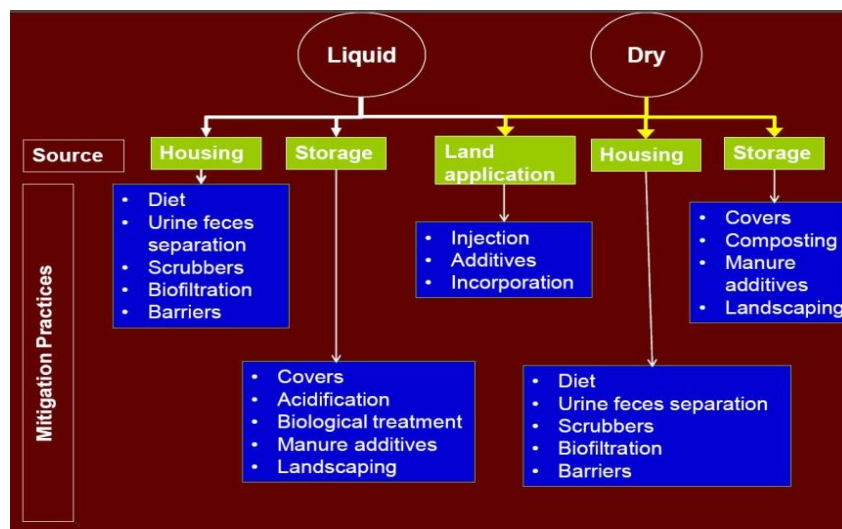 Liquid
Dry
Source
Housing
Storage
Land
application
Housing
Storage
Mitigation Practices
• Diet
• Urine feces
separation
• Scrubbers
• Biofiltration
• Barriers
• Injection
• Additives
• Incorporation
• Covers
• Composting
• Manure
additives
• Landscaping
• Covers
• Acidification
• Biological treatment
• Manure additives
• Landscaping
• Diet
• Urine feces separation
• Scrubbers
• Biofiltration
• Barriers